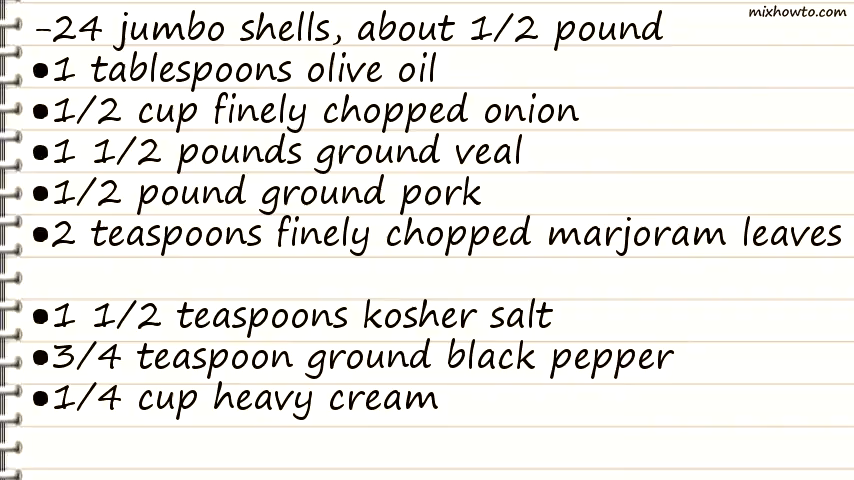 mixhowto.com
-24 jumbo shells, about 1/2 pound
•1 tablespoons olive oil
•1/2 cup finely chopped onion
•1 1/2 pounds ground veal
•1/2 pound ground pork
•2 teaspoons finely chopped marjoram leaves
•1 1/2 teaspoons kosher salt
•3/4 teaspoon ground black pepper
•1/4 cup heavy cream